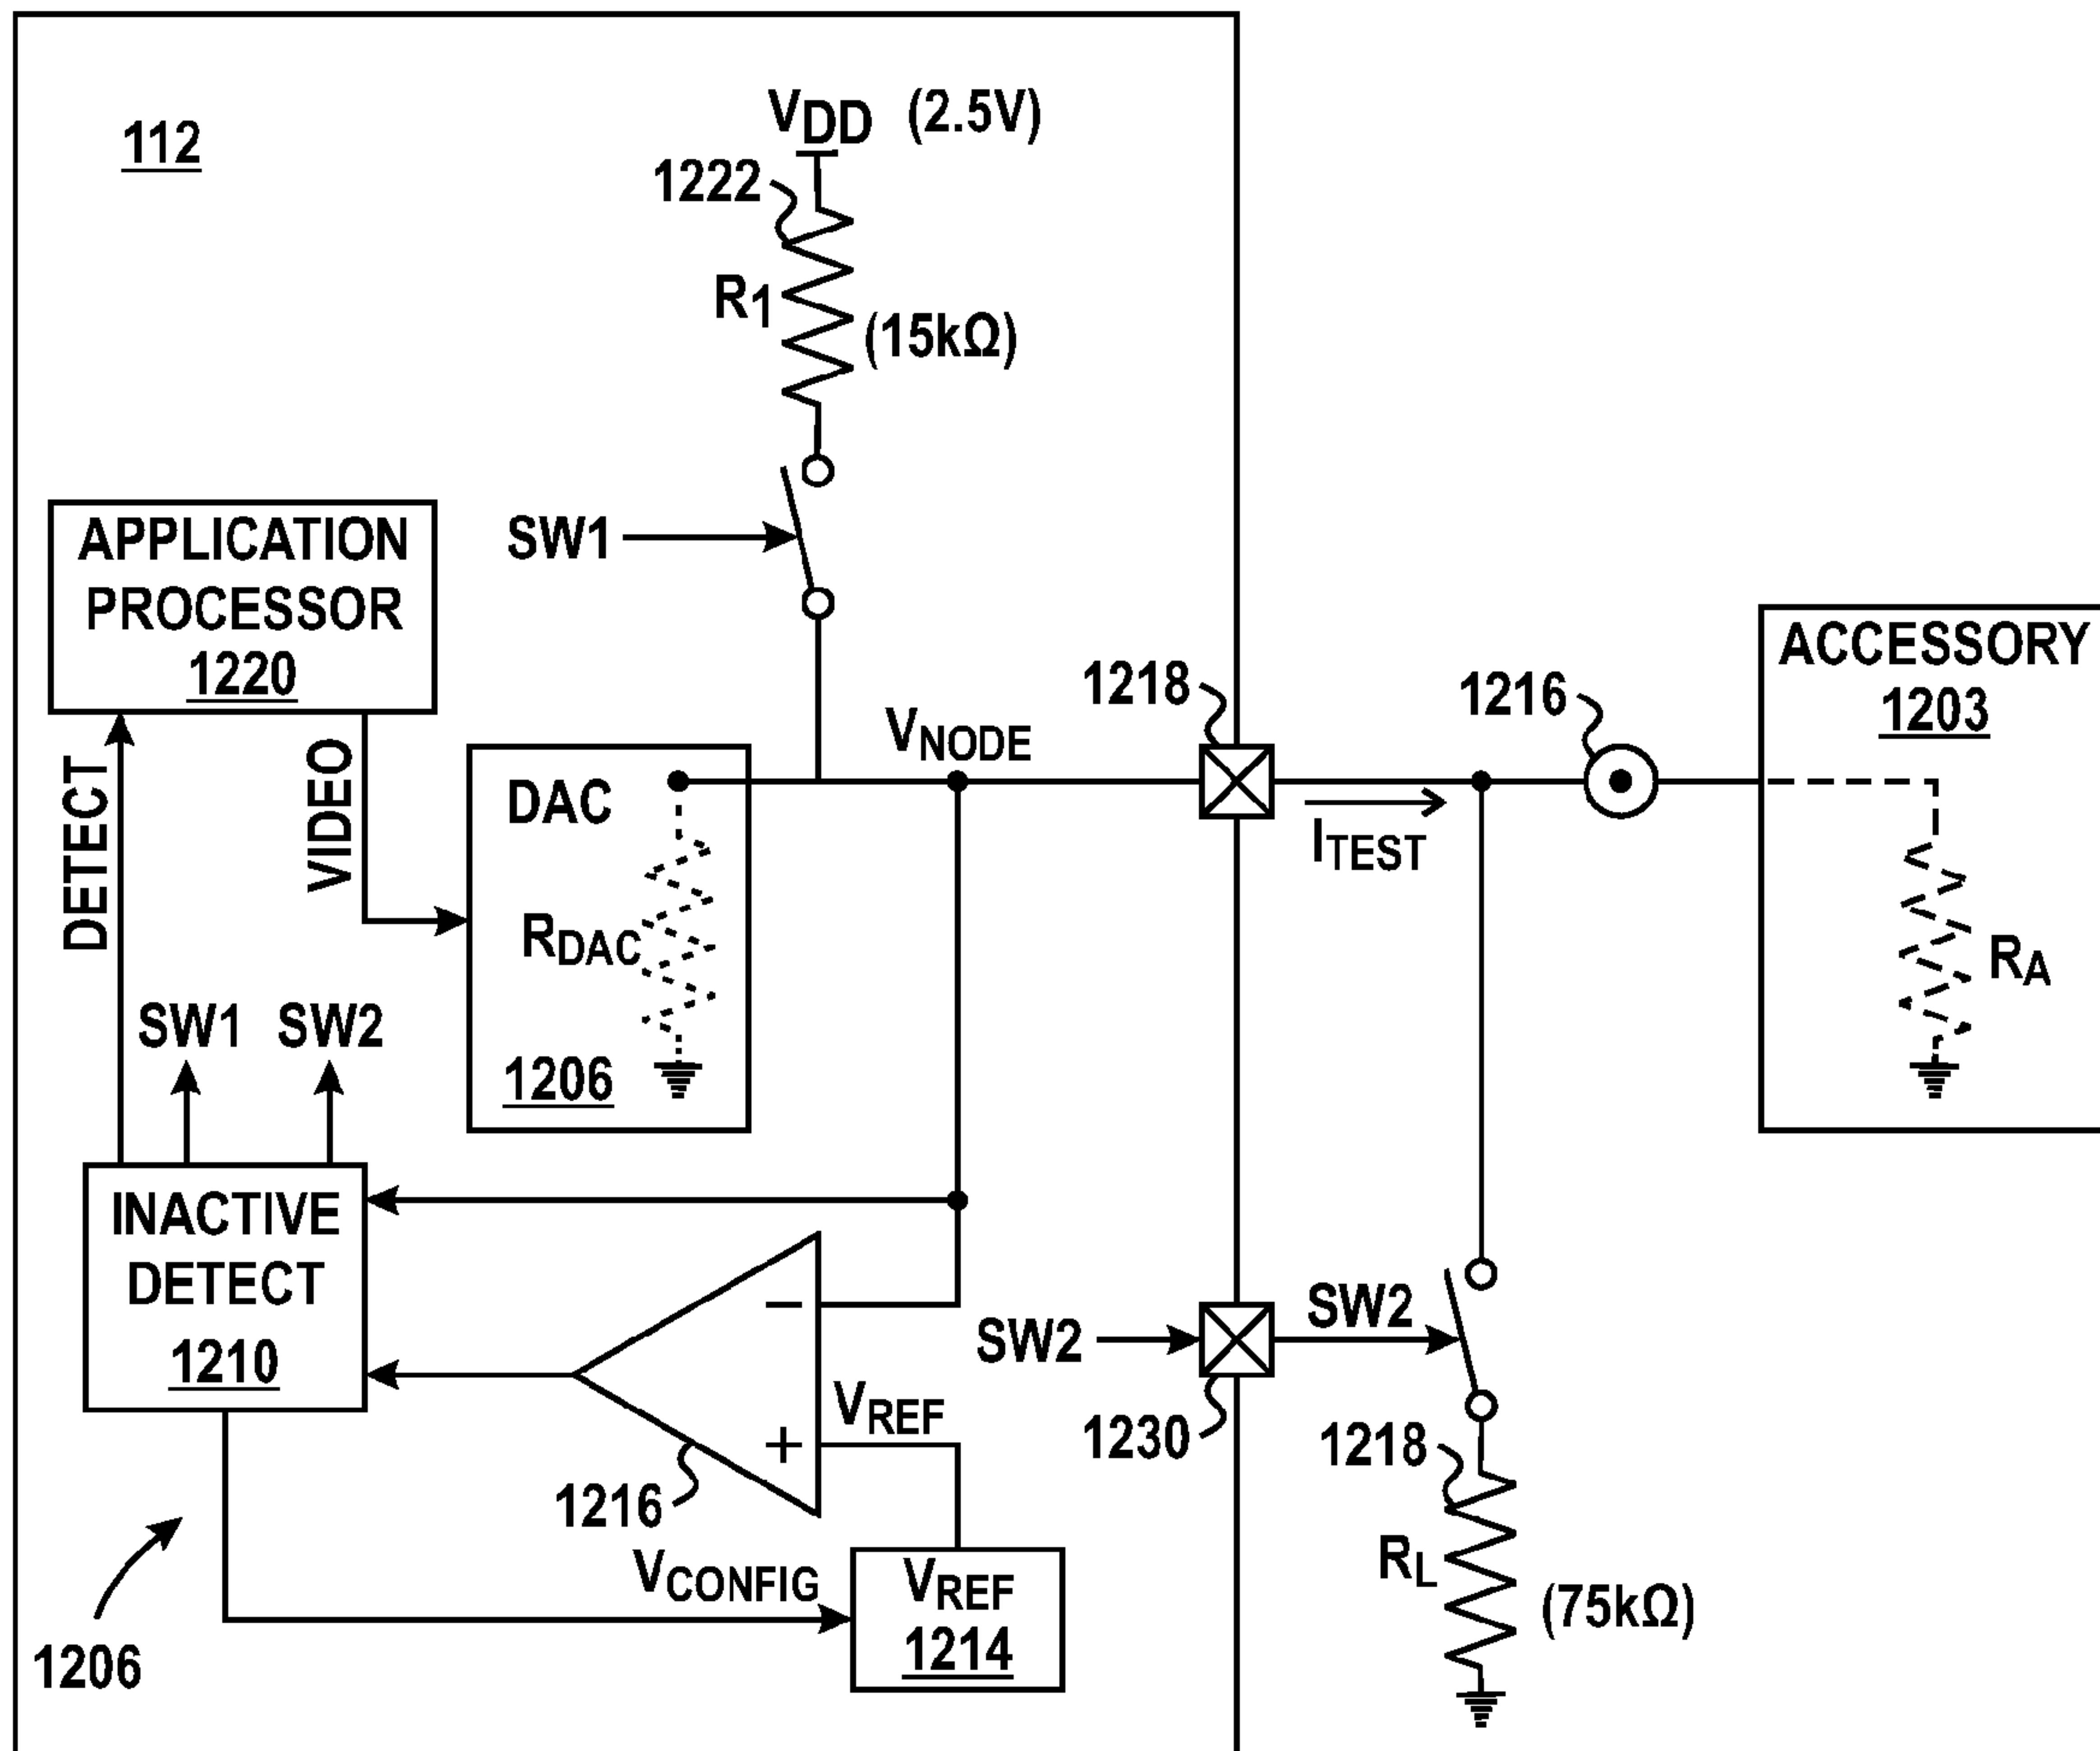 112
VDD (2.5V)
1222
R1
(15kΩ)
SW1
APPLICATION
PROCESSOR
1220
DETECT
VIDEO
DAC
RDAC
1206
VNODE
1218
ITEST
1216
ACCESSORY
1203
RA
SW1
SW2
INACTIVE
DETECT
1210
−
+
VREF
1216
VCONFIG
VREF
1214
SW2
1230
SW2
1218
RL
(75kΩ)
1206